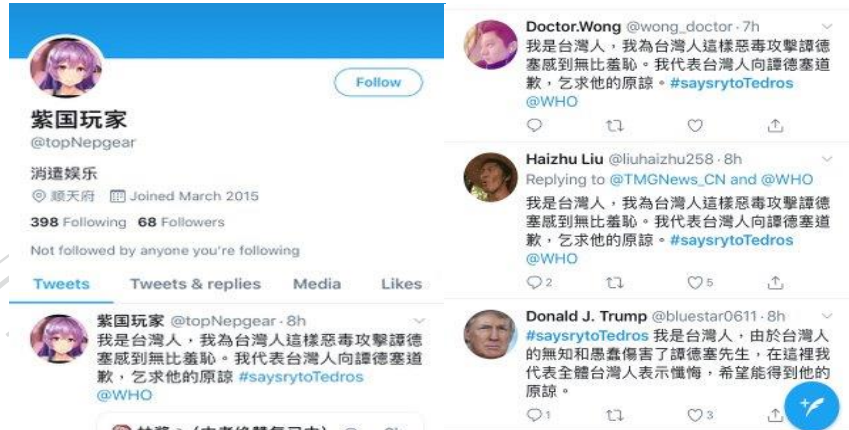 Follow
紫国玩家
@topNepgear
消遣娱乐
顺天府 Joined March 2015
398 Following 68 Followers
Not followed by anyone you're following
Tweets Tweets & replies Media Likes
紫国玩家 @topNepgear · 8h
我是台灣人，我為台灣人這樣惡毒攻擊譚德
塞感到無比羞恥。我代表台灣人向譚德塞道
歉，乞求他的原諒 #saysrytoTedros
@WHO
Doctor.Wong @wong_doctor · 7h
我是台灣人，我為台灣人這樣惡毒攻擊譚德
塞感到無比羞恥。我代表台灣人向譚德塞道
歉，乞求他的原諒。#saysrytoTedros
@WHO
Haizhu Liu @liuhaizhu258 · 8h
Replying to @TMGNews_CN and @WHO
我是台灣人，我為台灣人這樣惡毒攻擊譚德
塞感到無比羞恥。我代表台灣人向譚德塞道
歉，乞求他的原諒。#saysrytoTedros
@WHO
2 5
Donald J. Trump @bluestar0611 · 8h
#saysrytoTedros 我是台灣人，由於台灣人
的無知和愚蠢傷害了譚德塞先生，在這裡我
代表全體台灣人表示懺悔，希望能得到他的
原諒。
1 3